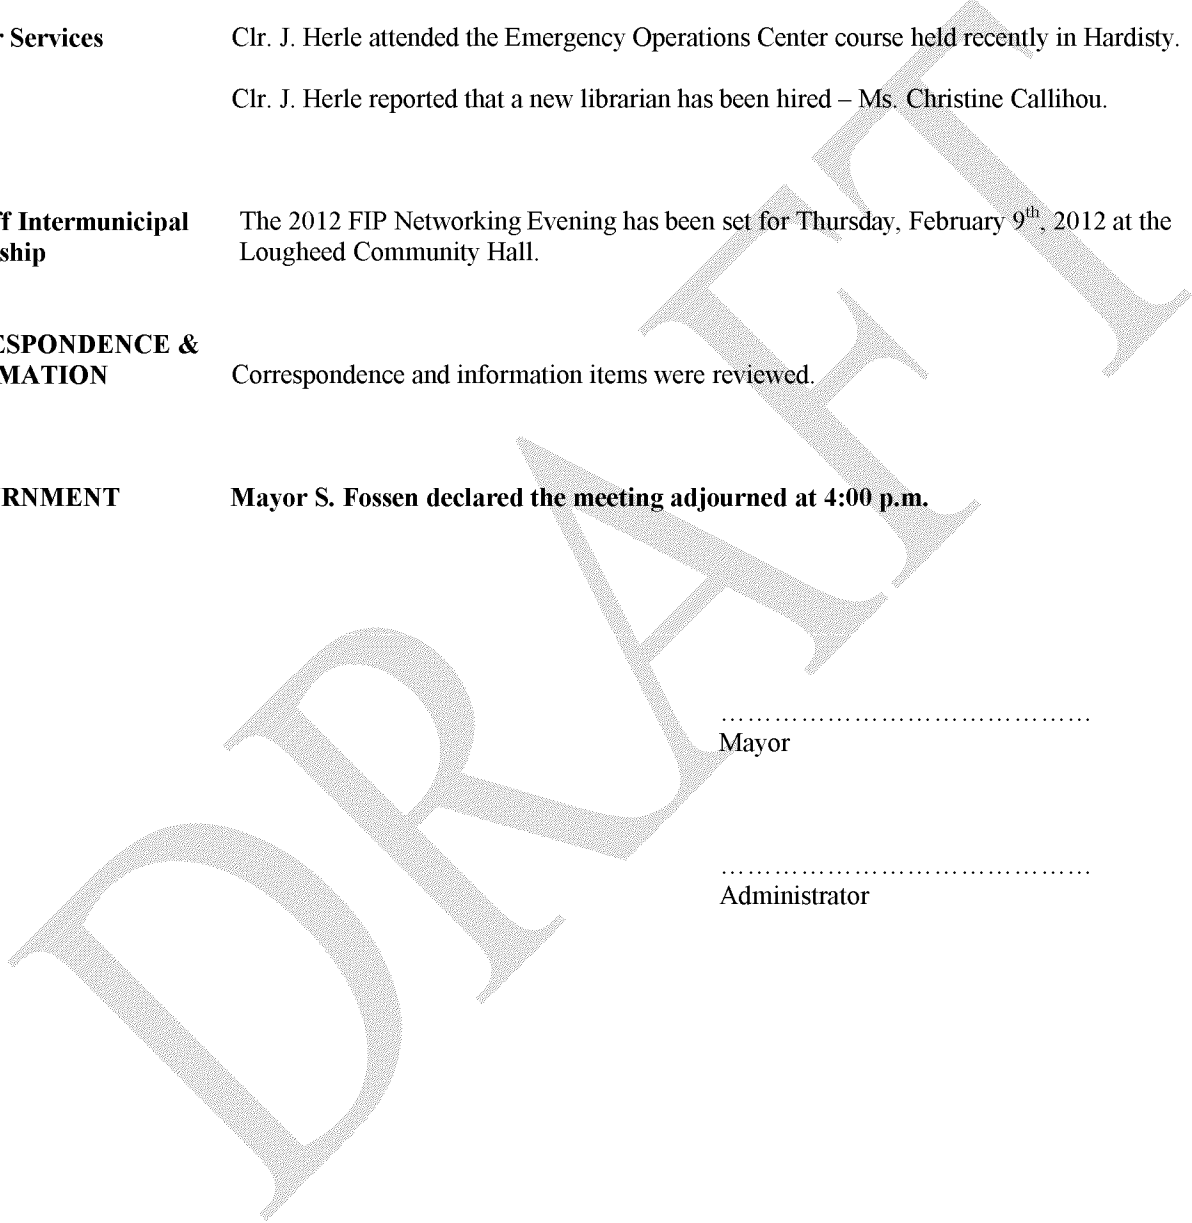 r Services Clr. J. Herle attended the Emergency Operations Center course held recently in Hardisty.
Clr. J. Herle reported that a new librarian has been hired – Ms. Christine Callihou.
ff Intermunicipal The 2012 FIP Networking Evening has been set for Thursday, February 9th, 2012 at the
ship Lougheed Community Hall.
ESPONDENCE &
MATION Correspondence and information items were reviewed.
RNMENT Mayor S. Fossen declared the meeting adjourned at 4:00 p.m.
……………………………………
Mayor
……………………………………
Administrator
DRAFT